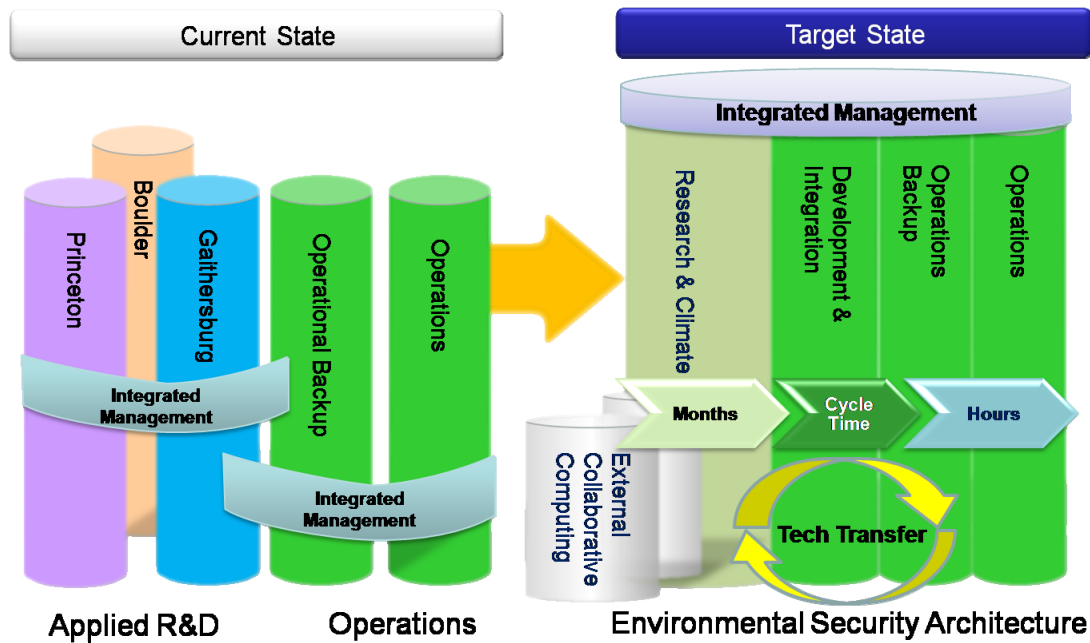 Current State
Target State
Boulder
Princeton
Gaithersburg
Operational Backup
Operations
Integrated
Management
Integrated
Management
Applied R&D
Operations
Integrated Management
Research & Climate
Development &
Integration
Operations
Backup
Operations
Months
Cycle
Time
Hours
External
Collaborative
Computing
Tech Transfer
Environmental Security Architecture